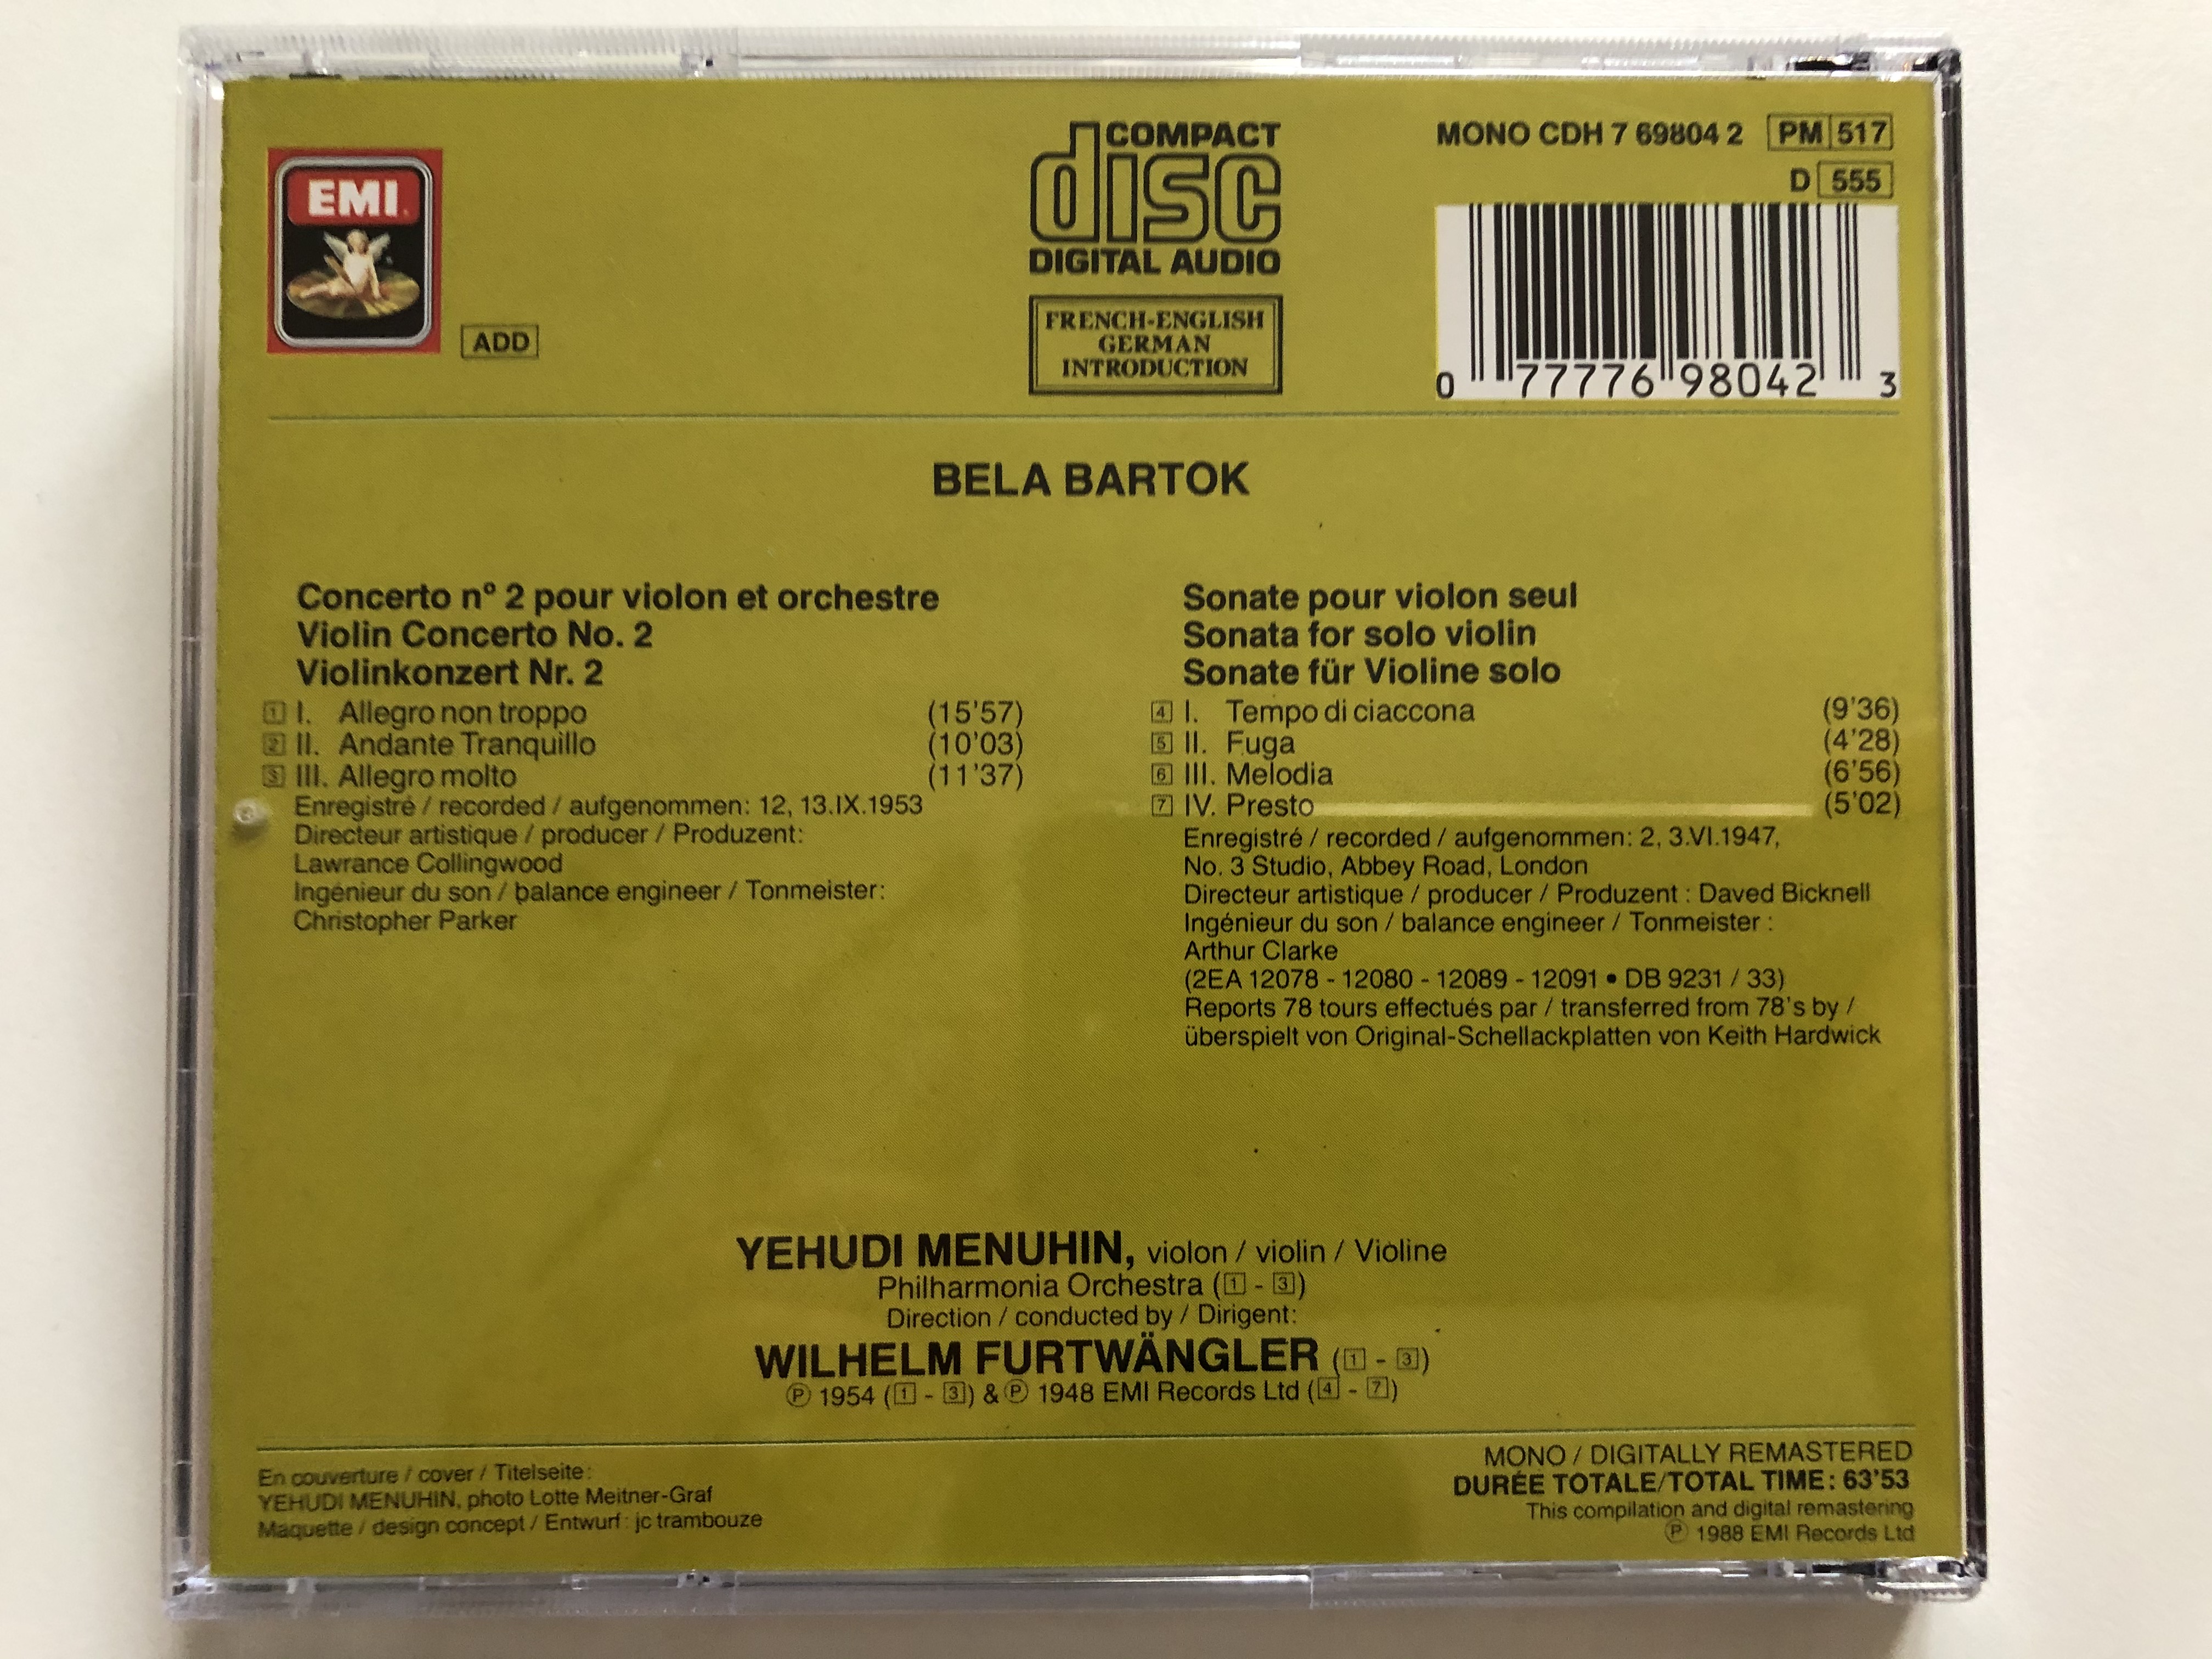 EMI
ADD
COMPACT
disc
DIGITAL AUDIO
FRENCH-ENGLISH
GERMAN
INTRODUCTION
MONO CDH 7 69804 2 PM 517
D 555
0 77776 98042 3
BELA BARTOK
Concerto n° 2 pour violon et orchestre
Violin Concerto No. 2
Violinkonzert Nr. 2
1 I. Allegro non troppo (15'57)
2 II. Andante Tranquillo (10'03)
3 III. Allegro molto (11'37)
Enregistré / recorded / aufgenommen: 12, 13.IX.1953
Directeur artistique / producer / Produzent:
Lawrance Collingwood
Ingénieur du son / balance engineer / Tonmeister:
Christopher Parker
Sonate pour violon seul
Sonata for solo violin
Sonate für Violine solo
4 I. Tempo di ciaccona (9'36)
5 II. Fuga (4'28)
6 III. Melodia (6'56)
7 IV. Presto (5'02)
Enregistré / recorded / aufgenommen: 2, 3.VI.1947,
No. 3 Studio, Abbey Road, London
Directeur artistique / producer / Produzent : Daved Bicknell
Ingénieur du son / balance engineer / Tonmeister :
Arthur Clarke
(2EA 12078 - 12080 - 12089 - 12091 • DB 9231 / 33)
Reports 78 tours effectués par / transferred from 78's by /
überspielt von Original-Schellackplatten von Keith Hardwick
YEHUDI MENUHIN, violon / violin / Violine
Philharmonia Orchestra (1 - 3)
Direction / conducted by / Dirigent:
WILHELM FURTWÄNGLER (1 - 3)
℗ 1954 (1 - 3) & ℗ 1948 EMI Records Ltd (4 - 7)
En couverture / cover / Titelseite:
YEHUDI MENUHIN, photo Lotte Meitner-Graf
Maquette / design concept / Entwurf : jc trambouze
MONO / DIGITALLY REMASTERED
DURÉE TOTALE/TOTAL TIME: 63'53
This compilation and digital remastering
℗ 1988 EMI Records Ltd